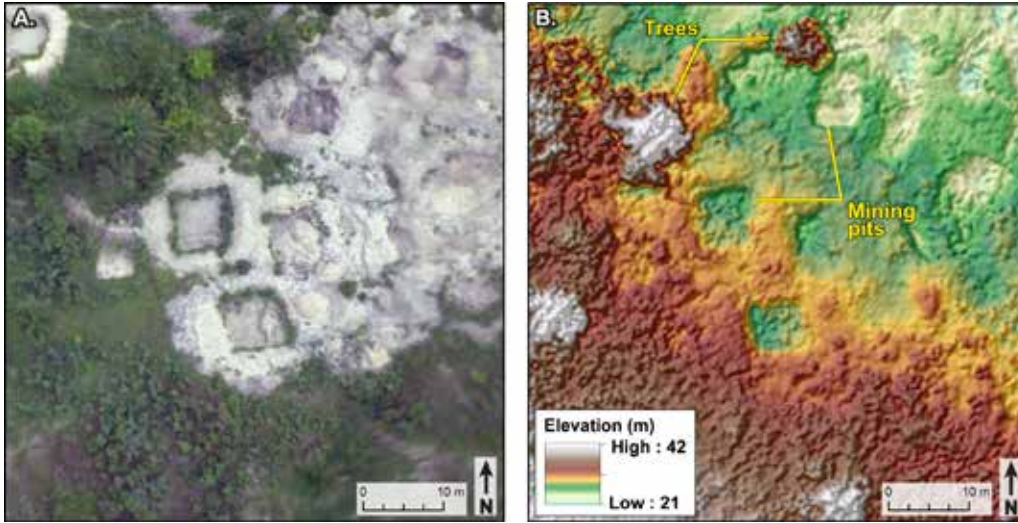 A.
0
10 m
N
B.
Trees
Mining
pits
Elevation (m)
High : 42
Low : 21
0
10 m
N